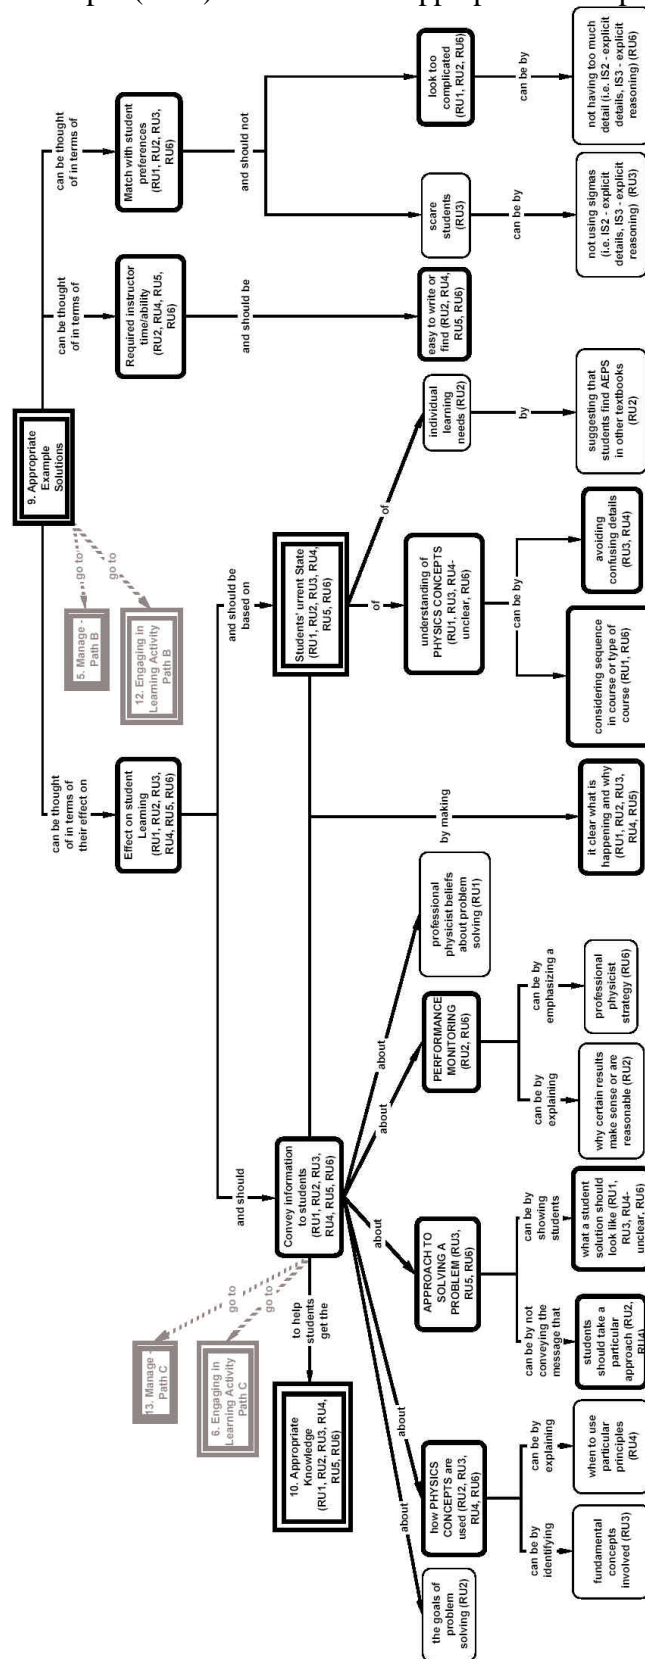 9. Appropriate
Example
Solutions
can be thought
of in terms of
their effect on
can be thought
of in terms of
can be thought
of in terms of
go to
go to
5. Manage -
Path B
12. Engaging in
Learning Activity
Path B
Effect on student
Learning
(RU1, RU2, RU3,
RU4, RU5, RU6)
Required instructor
time/ability
(RU2, RU4, RU5,
RU6)
Match with student
preferences
(RU1, RU2, RU3,
RU6)
and should
and should be
based on
and should be
and should not
13. Manage -
Path C
6. Engaging in
Learning Activity
Path C
go to
go to
Convey information
to students
(RU1, RU2, RU3,
RU4, RU5, RU6)
Students' urrent State
(RU1, RU2, RU3, RU4,
RU5, RU6)
to help
students
get the
10. Appropriate
Knowledge
(RU1, RU2, RU3, RU4,
RU5, RU6)
about
about
about
about
about
by making
of
of
the goals of
problem
solving (RU2)
how PHYSICS
CONCEPTS are
used (RU2, RU3,
RU4, RU6)
APPROACH TO
SOLVING A
PROBLEM (RU3,
RU5, RU6)
PERFORMANCE
MONITORING
(RU2, RU6)
professional
physicist beliefs
about problem
solving (RU1)
understanding of
PHYSICS CONCEPTS
(RU1, RU3, RU4-
unclear, RU6)
individual
learning
needs (RU2)
easy to write or
find (RU2, RU4,
RU5, RU6)
scare
students
(RU3)
look too
complicated
(RU1, RU2, RU6)
can be by
identifying
can be by
explaining
can be by not
conveying the
message that
can be by
showing
students
can be by
explaining
can be by
emphasizing a
can be by
by
can be by
can be by
fundamental
concepts
involved (RU3)
when to use
particular
principles
(RU4)
students
should take a
particular
approach (RU2,
RU4)
what a student
solution should
look like (RU1,
RU3, RU4-
unclear, RU6)
why certain results
make sense or are
reasonable (RU2)
professional
physicist
strategy
(RU6)
it clear what is
happening and why
(RU1, RU2, RU3,
RU4, RU5)
considering sequence
in course or type of
course (RU1, RU6)
avoiding
confusing details
(RU3, RU4)
suggesting that
students find AEPS
in other textbooks
(RU2)
not using sigmas
(i.e. IS2 - explicit
details, IS3 - explicit
reasoning) (RU3)
not having too much
detail (i.e. IS2 - explicit
details, IS3 - explicit
reasoning) (RU6)